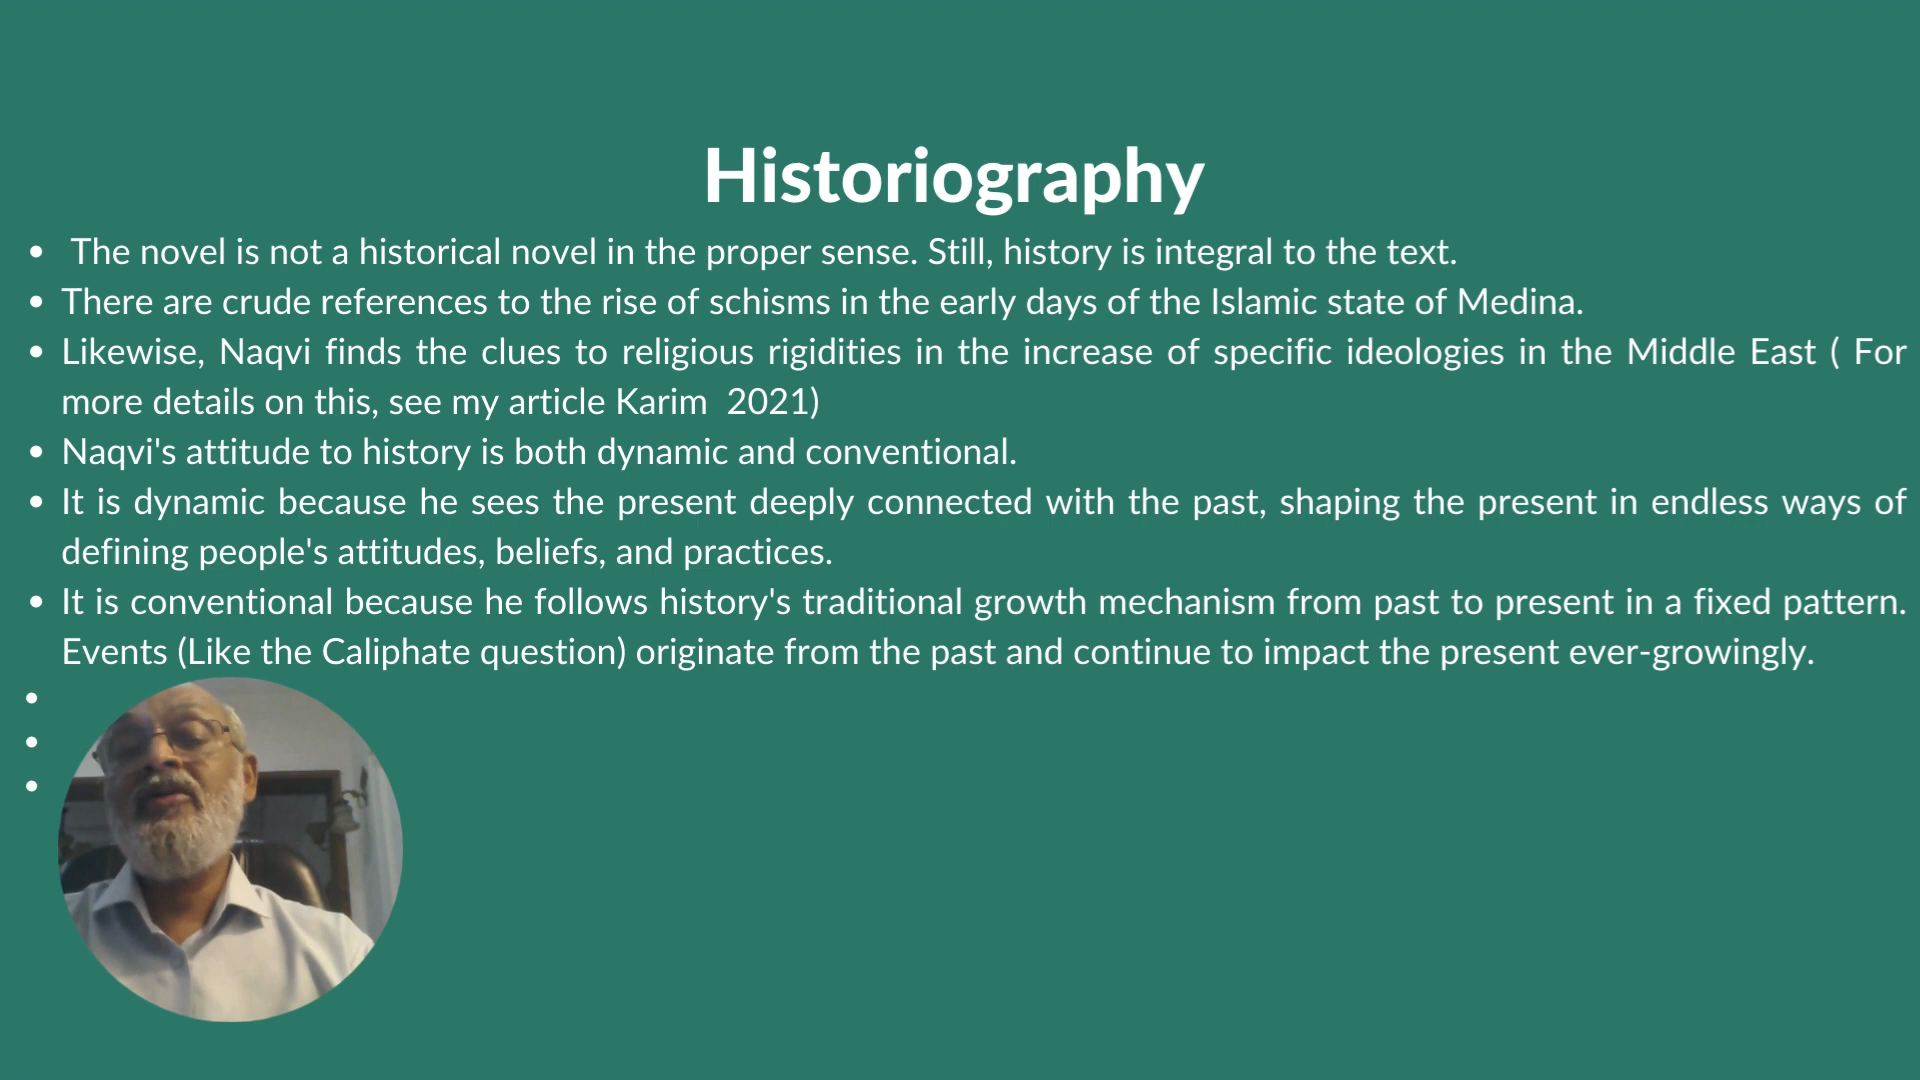 Historiography
• The novel is not a historical novel in the proper sense. Still, history is integral to the text.
• There are crude references to the rise of schisms in the early days of the Islamic state of Medina.
• Likewise, Naqvi finds the clues to religious rigidities in the increase of specific ideologies in the Middle East ( For
more details on this, see my article Karim 2021)
• Naqvi's attitude to history is both dynamic and conventional.
• It is dynamic because he sees the present deeply connected with the past, shaping the present in endless ways of
defining people's attitudes, beliefs, and practices.
• It is conventional because he follows history's traditional growth mechanism from past to present in a fixed pattern.
Events (Like the Caliphate question) originate from the past and continue to impact the present ever-growingly.
•
•
•